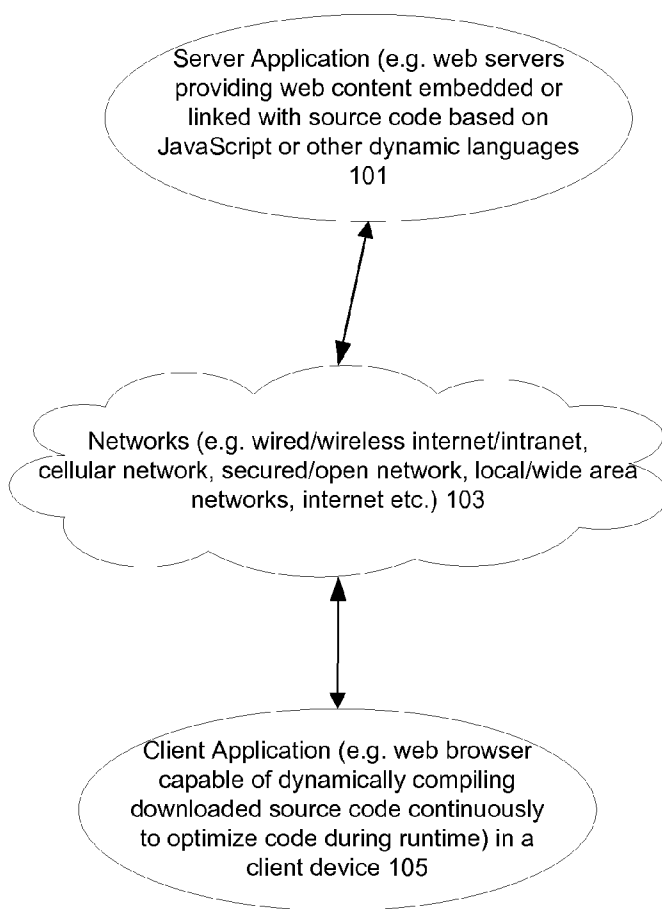 Server Application (e.g. web servers
providing web content embedded or
linked with source code based on
JavaScript or other dynamic languages
101
Networks (e.g. wired/wireless internet/intranet,
cellular network, secured/open network, local/wide area
networks, internet etc.) 103
Client Application (e.g. web browser
capable of dynamically compiling
downloaded source code continuously
to optimize code during runtime) in a
client device 105